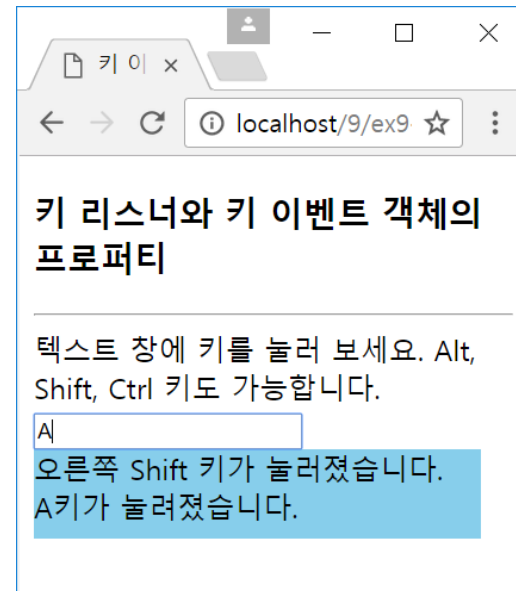 키 이
localhost/9/ex9-
키 리스너와 키 이벤트 객체의
프로퍼티
텍스트 창에 키를 눌러 보세요. Alt,
Shift, Ctrl 키도 가능합니다.
A
오른쪽 Shift 키가 눌러졌습니다.
A키가 눌려졌습니다.